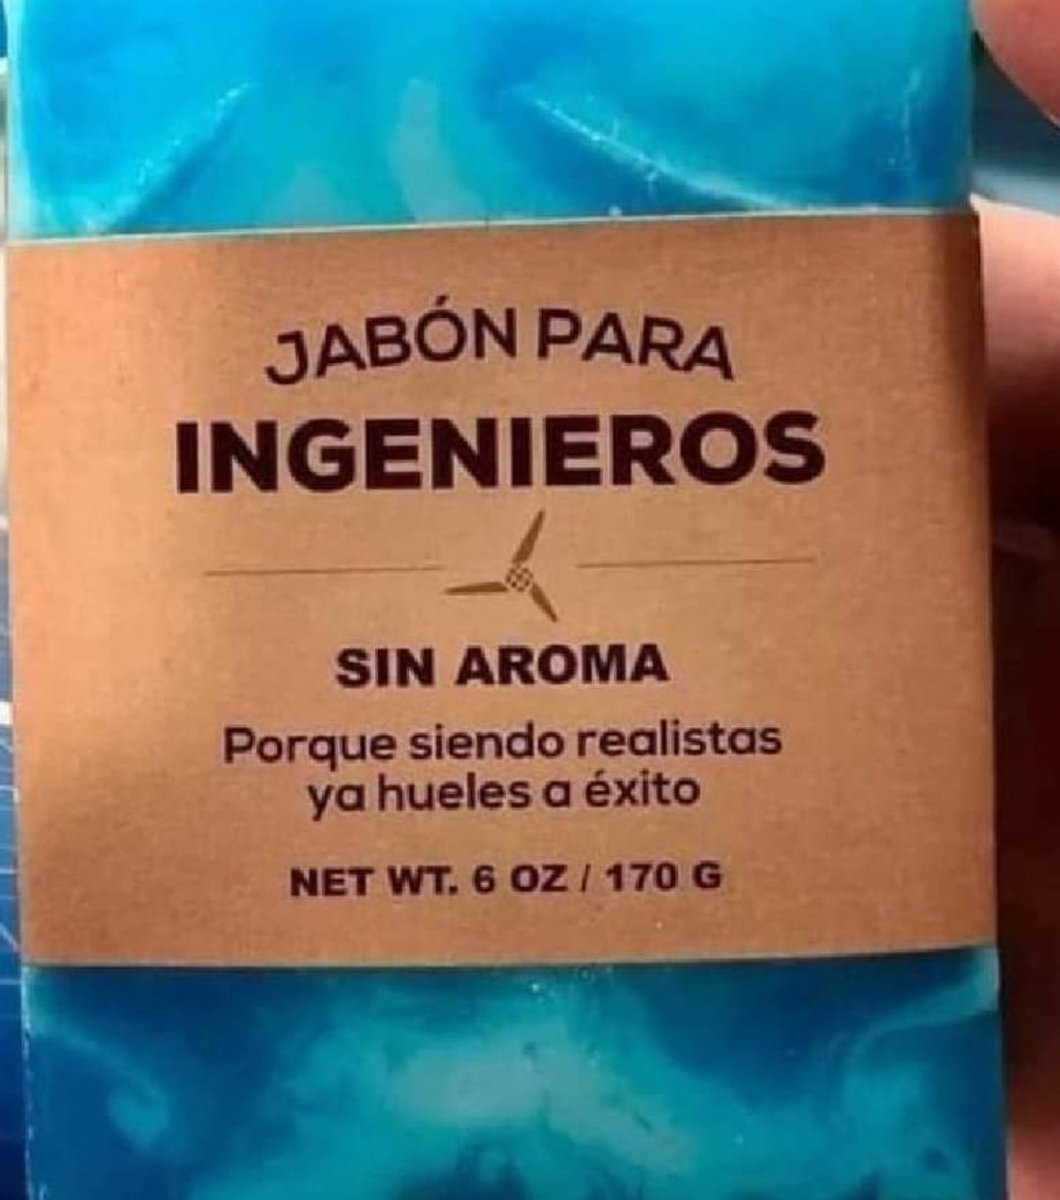 JABÓN PARA
INGENIEROS
SIN AROMA
Porque siendo realistas
ya hueles a éxito
NET WT. 6 OZ / 170 G